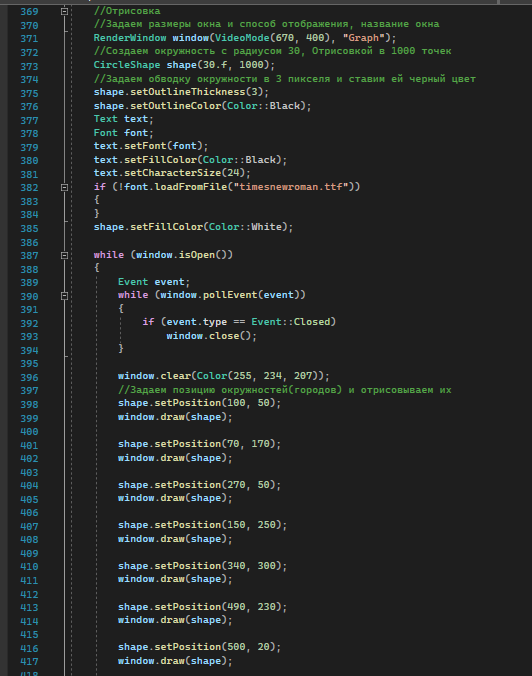 369 //Отрисовка
370 //Задаем размеры окна и способ отображения, название окна
371 RenderWindow window(VideoMode(670, 400), "Graph");
372 //Создаем окружность с радиусом 30, Отрисовкой в 1000 точек
373 CircleShape shape(30.f, 1000);
374 //Задаем обводку окружности в 3 пикселя и ставим ей черный цвет
375 shape.setOutlineThickness(3);
376 shape.setOutlineColor(Color::Black);
377 Text text;
378 Font font;
379 text.setFont(font);
380 text.setFillColor(Color::Black);
381 text.setCharacterSize(24);
382 if (!font.loadFromFile("timesnewroman.ttf"))
383 {
384 }
385 shape.setFillColor(Color::White);
386
387 while (window.isOpen())
388 {
389 Event event;
390 while (window.pollEvent(event))
391 {
392 if (event.type == Event::Closed)
393 window.close();
394 }
395
396 window.clear(Color(255, 234, 207));
397 //Задаем позицию окружностей(городов) и отрисовываем их
398 shape.setPosition(100, 50);
399 window.draw(shape);
400
401 shape.setPosition(70, 170);
402 window.draw(shape);
403
404 shape.setPosition(270, 50);
405 window.draw(shape);
406
407 shape.setPosition(150, 250);
408 window.draw(shape);
409
410 shape.setPosition(340, 300);
411 window.draw(shape);
412
413 shape.setPosition(490, 230);
414 window.draw(shape);
415
416 shape.setPosition(500, 20);
417 window.draw(shape);